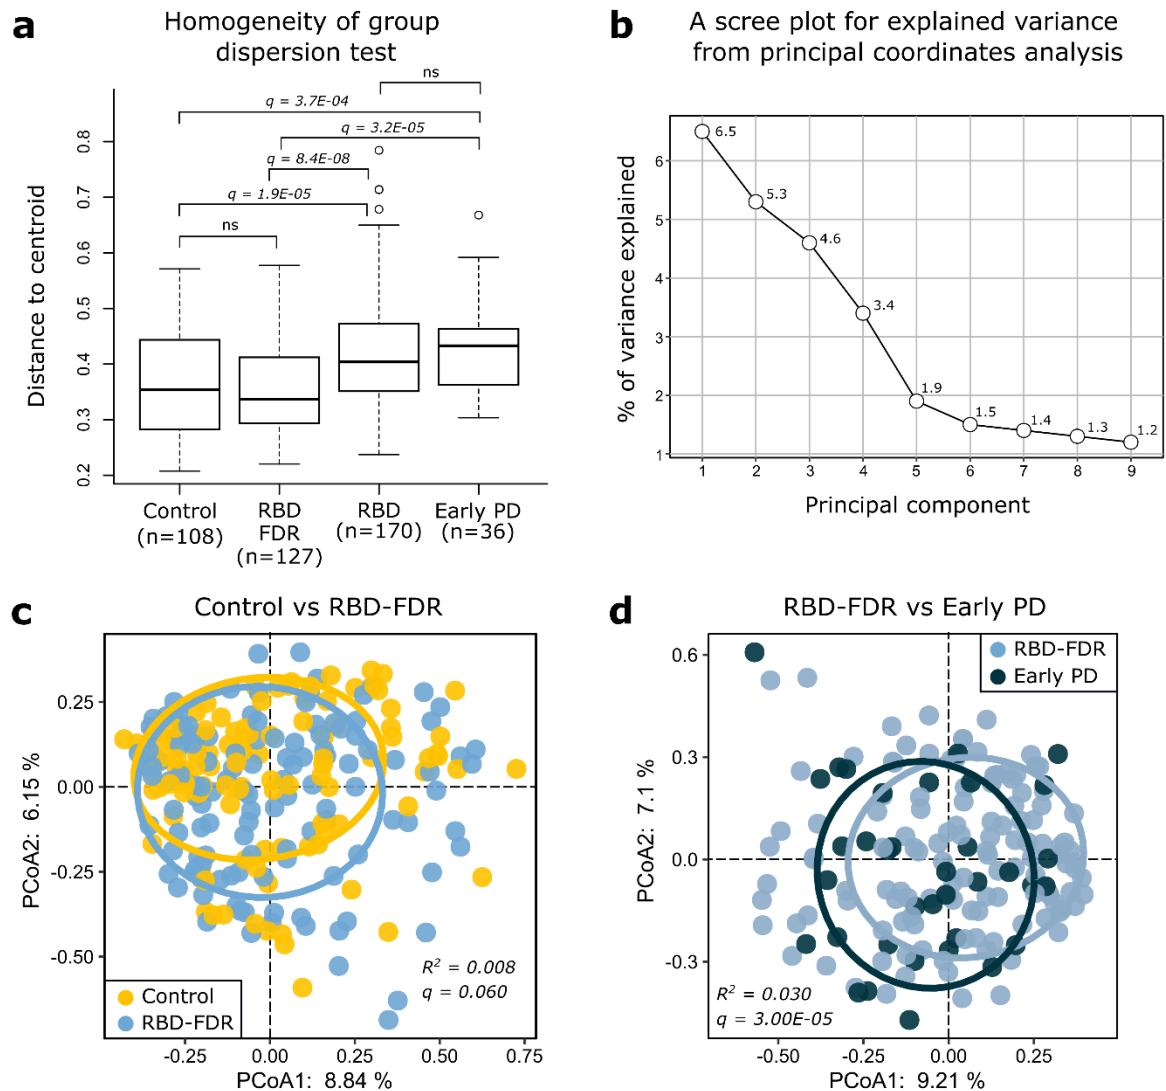 a
Homogeneity of group
dispersion test
ns
q = 3.7E-04
q = 3.2E-05
q = 8.4E-08
q = 1.9E-05
ns
Distance to centroid
0.8
0.7
0.6
0.5
0.4
0.3
0.2
Control
(n=108)
RBD
FDR
(n=127)
RBD
(n=170)
Early PD
(n=36)
b
A scree plot for explained variance
from principal coordinates analysis
% of variance explained
6
5
4
3
2
1
6.5
5.3
4.6
3.4
1.9
1.5
1.4
1.3
1.2
1 2 3 4 5 6 7 8 9
Principal component
c
Control vs RBD-FDR
PCoA2: 6.15 %
0.25
0.00
-0.25
-0.50
R² = 0.008
q = 0.060
Control
RBD-FDR
-0.25 0.00 0.25 0.50 0.75
PCoA1: 8.84 %
d
RBD-FDR vs Early PD
RBD-FDR
Early PD
PCoA2: 7.1 %
0.6
0.3
0.0
-0.3
R² = 0.030
q = 3.00E-05
-0.50 -0.25 0.00 0.25
PCoA1: 9.21 %